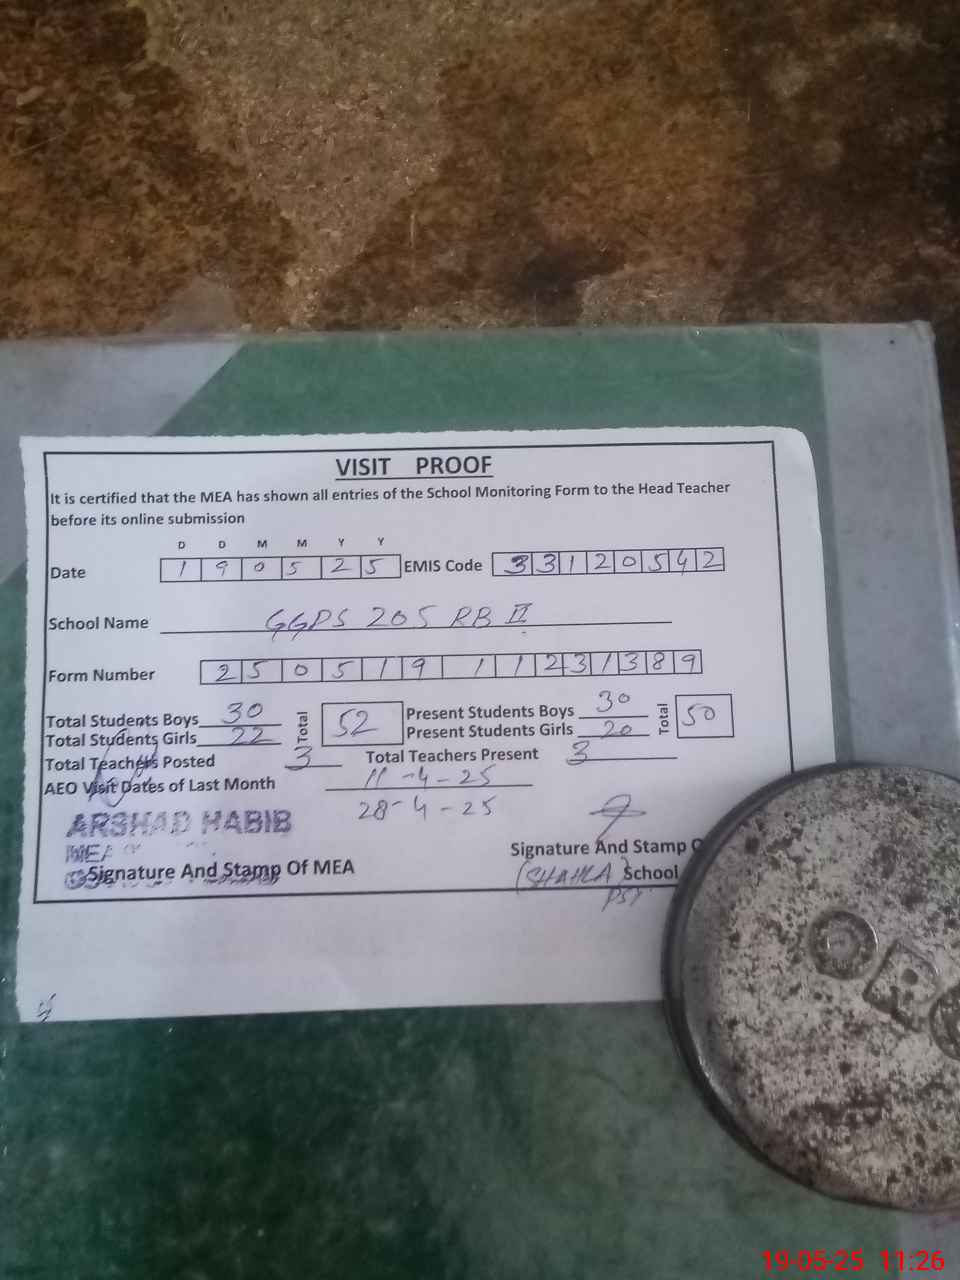 VISIT PROOF
It is certified that the MEA has shown all entries of the School Monitoring Form to the Head Teacher
before its online submission
D D M M Y Y
Date 1 9 0 5 2 5 EMIS Code 3 3 1 2 0 5 4 2
School Name GGPS 205 RB II
Form Number 2 5 0 5 1 9 1 1 2 3 1 3 8 9
Total Students Boys 30 Total 52 Present Students Boys 30 Total 50
Total Students Girls 22 Present Students Girls 20
Total Teachers Posted 3 Total Teachers Present 3
AEO Visit Dates of Last Month 11-4-25
28-4-25
ARSHAD HABIB
MEA
Signature And Stamp Of MEA
Signature And Stamp O
(SHAHLA) School
PST
19-05-25 11:26